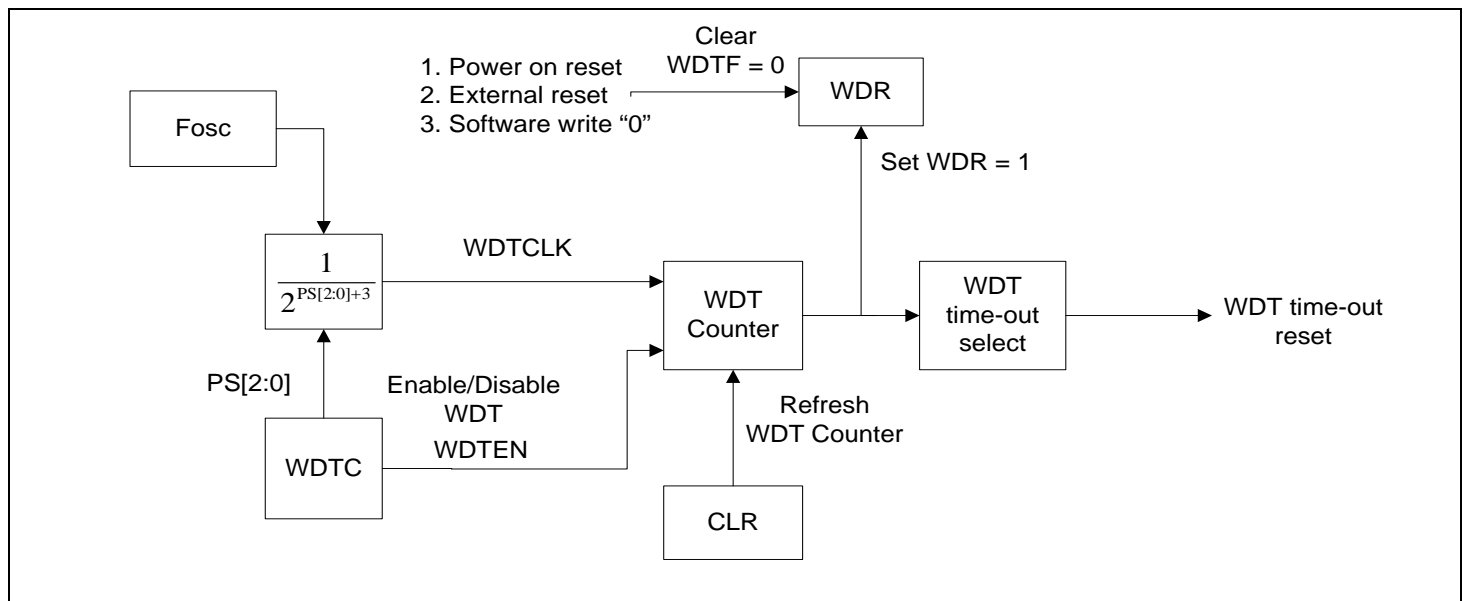 Clear
WDTF = 0
1. Power on reset
2. External reset
3. Software write “0”
WDR
Fosc
Set WDR = 1
WDTCLK
1
2^PS[2:0]+3
WDT
Counter
WDT
time-out
select
WDT time-out
reset
PS[2:0]
Enable/Disable
WDT
WDTEN
Refresh
WDT Counter
WDTC
CLR